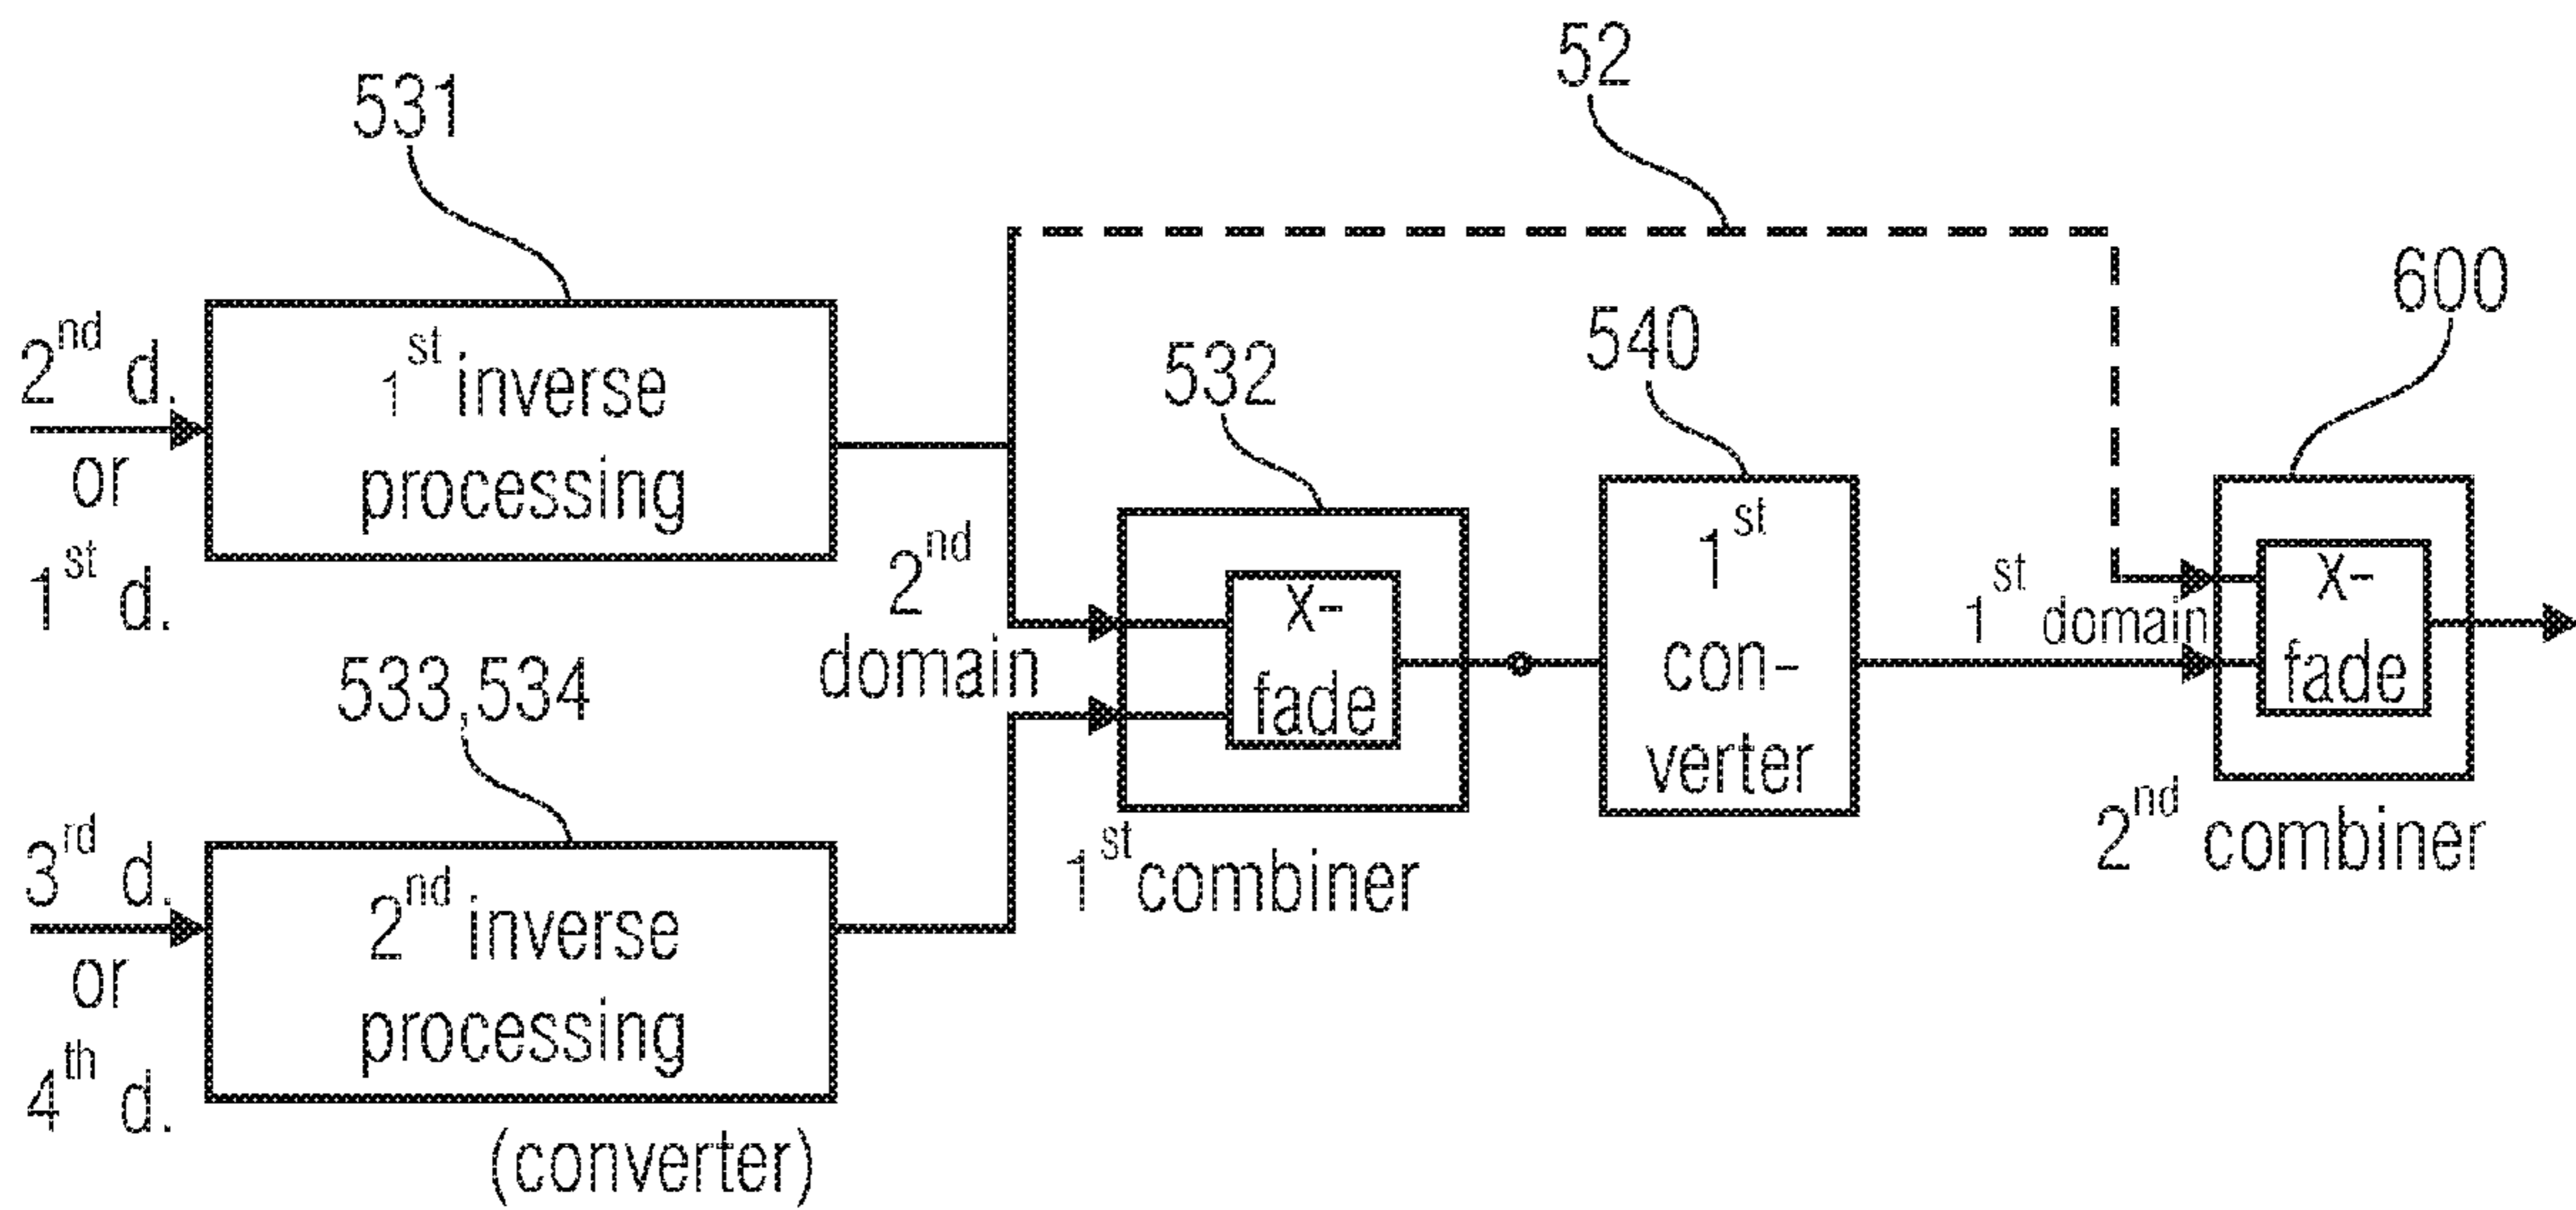 52
531
600
540
532
2nd d.
or
1st d.
1st inverse
processing
2nd
domain
x-
fade
1st
con-
verter
1st domain
x-
fade
533,534
1st combiner
2nd combiner
3rd d.
or
4th d.
2nd inverse
processing
(converter)